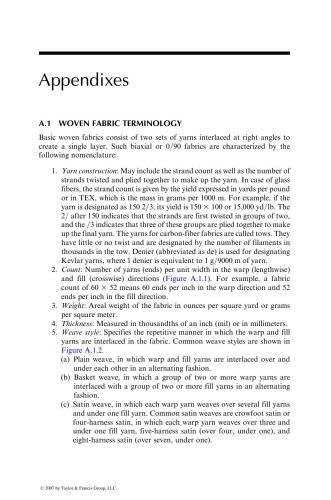 Appendixes
A.1 WOVEN FABRIC TERMINOLOGY
Basic woven fabrics consist of two sets of yarns interlaced at right angles to
create a single layer. Such biaxial or 0/90 fabrics are characterized by the
following nomenclature:
1. Yarn construction: May include the strand count as well as the number of
strands twisted and plied together to make up the yarn. In case of glass
fibers, the strand count is given by the yield expressed in yards per pound
or in TEX, which is the mass in grams per 1000 m. For example, if the
yarn is designated as 150 2/3, its yield is 150 × 100 or 15,000 yd/lb. The
2/ after 150 indicates that the strands are first twisted in groups of two,
and the /3 indicates that three of these groups are plied together to make
up the final yarn. The yarns for carbon-fiber fabrics are called tows. They
have little or no twist and are designated by the number of filaments in
thousands in the tow. Denier (abbreviated as de) is used for designating
Kevlar yarns, where 1 denier is equivalent to 1 g/9000 m of yarn.
2. Count: Number of yarns (ends) per unit width in the warp (lengthwise)
and fill (crosswise) directions (Figure A.1.1). For example, a fabric
count of 60 × 52 means 60 ends per inch in the warp direction and 52
ends per inch in the fill direction.
3. Weight: Areal weight of the fabric in ounces per square yard or grams
per square meter.
4. Thickness: Measured in thousandths of an inch (mil) or in millimeters.
5. Weave style: Specifies the repetitive manner in which the warp and fill
yarns are interlaced in the fabric. Common weave styles are shown in
Figure A.1.2.
(a) Plain weave, in which warp and fill yarns are interlaced over and
under each other in an alternating fashion.
(b) Basket weave, in which a group of two or more warp yarns are
interlaced with a group of two or more fill yarns in an alternating
fashion.
(c) Satin weave, in which each warp yarn weaves over several fill yarns
and under one fill yarn. Common satin weaves are crowfoot satin or
four-harness satin, in which each warp yarn weaves over three and
under one fill yarn, five-harness satin (over four, under one), and
eight-harness satin (over seven, under one).
© 2007 by Taylor & Francis Group, LLC.